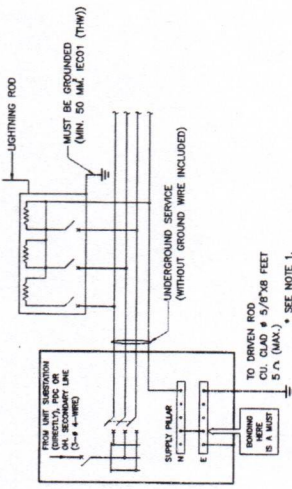 LIGHTNING ROD
MUST BE GROUNDED
(MIN. 50 MM², IEC01 (THW))
UNDERGROUND SERVICE
(WITHOUT GROUND WIRE INCLUDED)
FROM UNIT SUBSTATION
(DIRECTLY), PDC OR
OH. SECONDARY LINE
(3-ø 4-WIRE)
SUPPLY PILLAR
N
E
BONDING
HERE
IS A MUST
TO DRIVEN ROD
CU. CLAD ø 5/8"X8 FEET
5 Ω (MAX.)
* SEE NOTE 1.